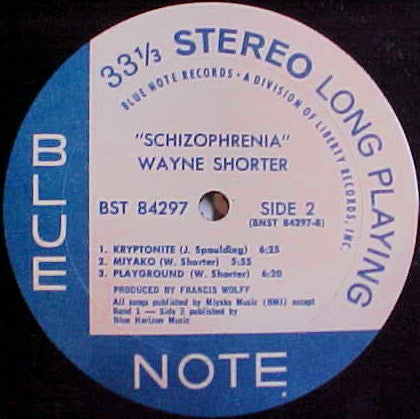 33⅓ STEREO LONG PLAYING
BLUE NOTE RECORDS • A DIVISION OF LIBERTY RECORDS, INC.
"SCHIZOPHRENIA"
WAYNE SHORTER
BST 84297 SIDE 2
(BNST 84297-B)
1. KRYPTONITE (J. Spaulding) 6:25
2. MIYAKO (W. Shorter) 5:55
3. PLAYGROUND (W. Shorter) 6:20
PRODUCED BY FRANCIS WOLFF
All songs published by Miyako Music (BMI) except
Band 1 — Side 2 published by
Blue Horizon Music
BLUE
NOTE